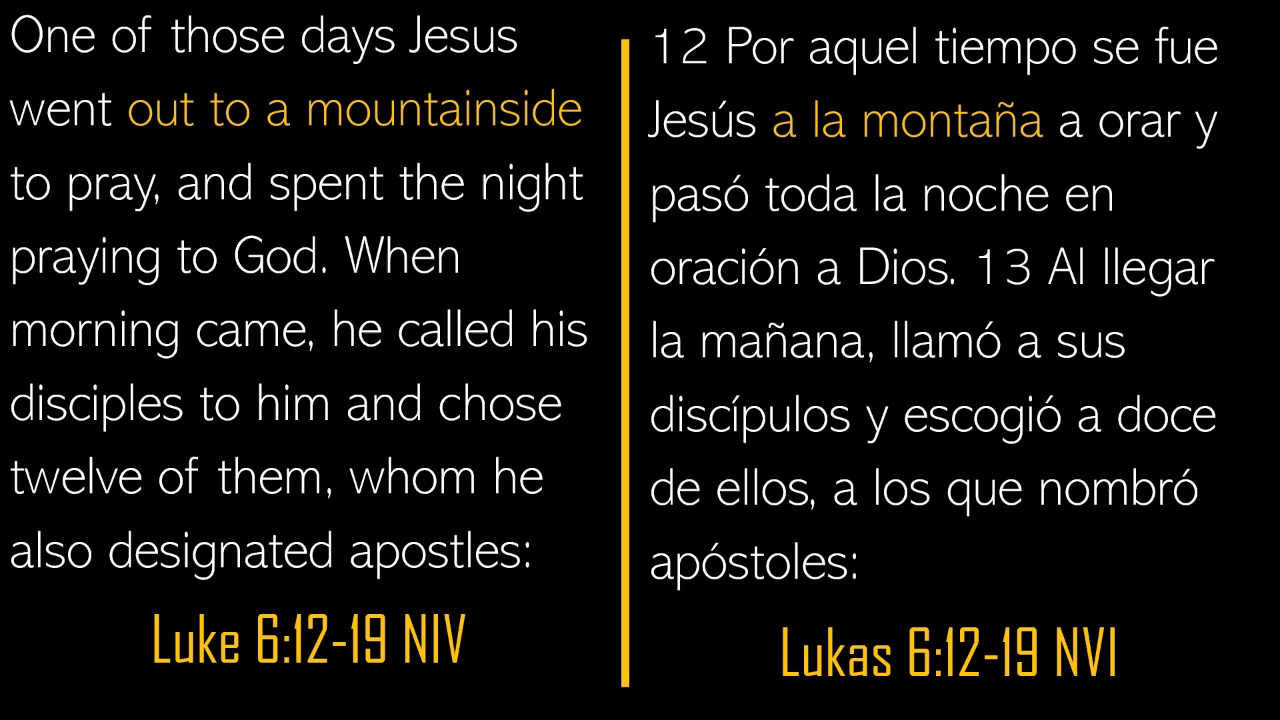 One of those days Jesus
went out to a mountainside
to pray, and spent the night
praying to God. When
morning came, he called his
disciples to him and chose
twelve of them, whom he
also designated apostles:
Luke 6:12-19 NIV
12 Por aquel tiempo se fue
Jesús a la montaña a orar y
pasó toda la noche en
oración a Dios. 13 Al llegar
la mañana, llamó a sus
discípulos y escogió a doce
de ellos, a los que nombró
apóstoles:
Lukas 6:12-19 NVI